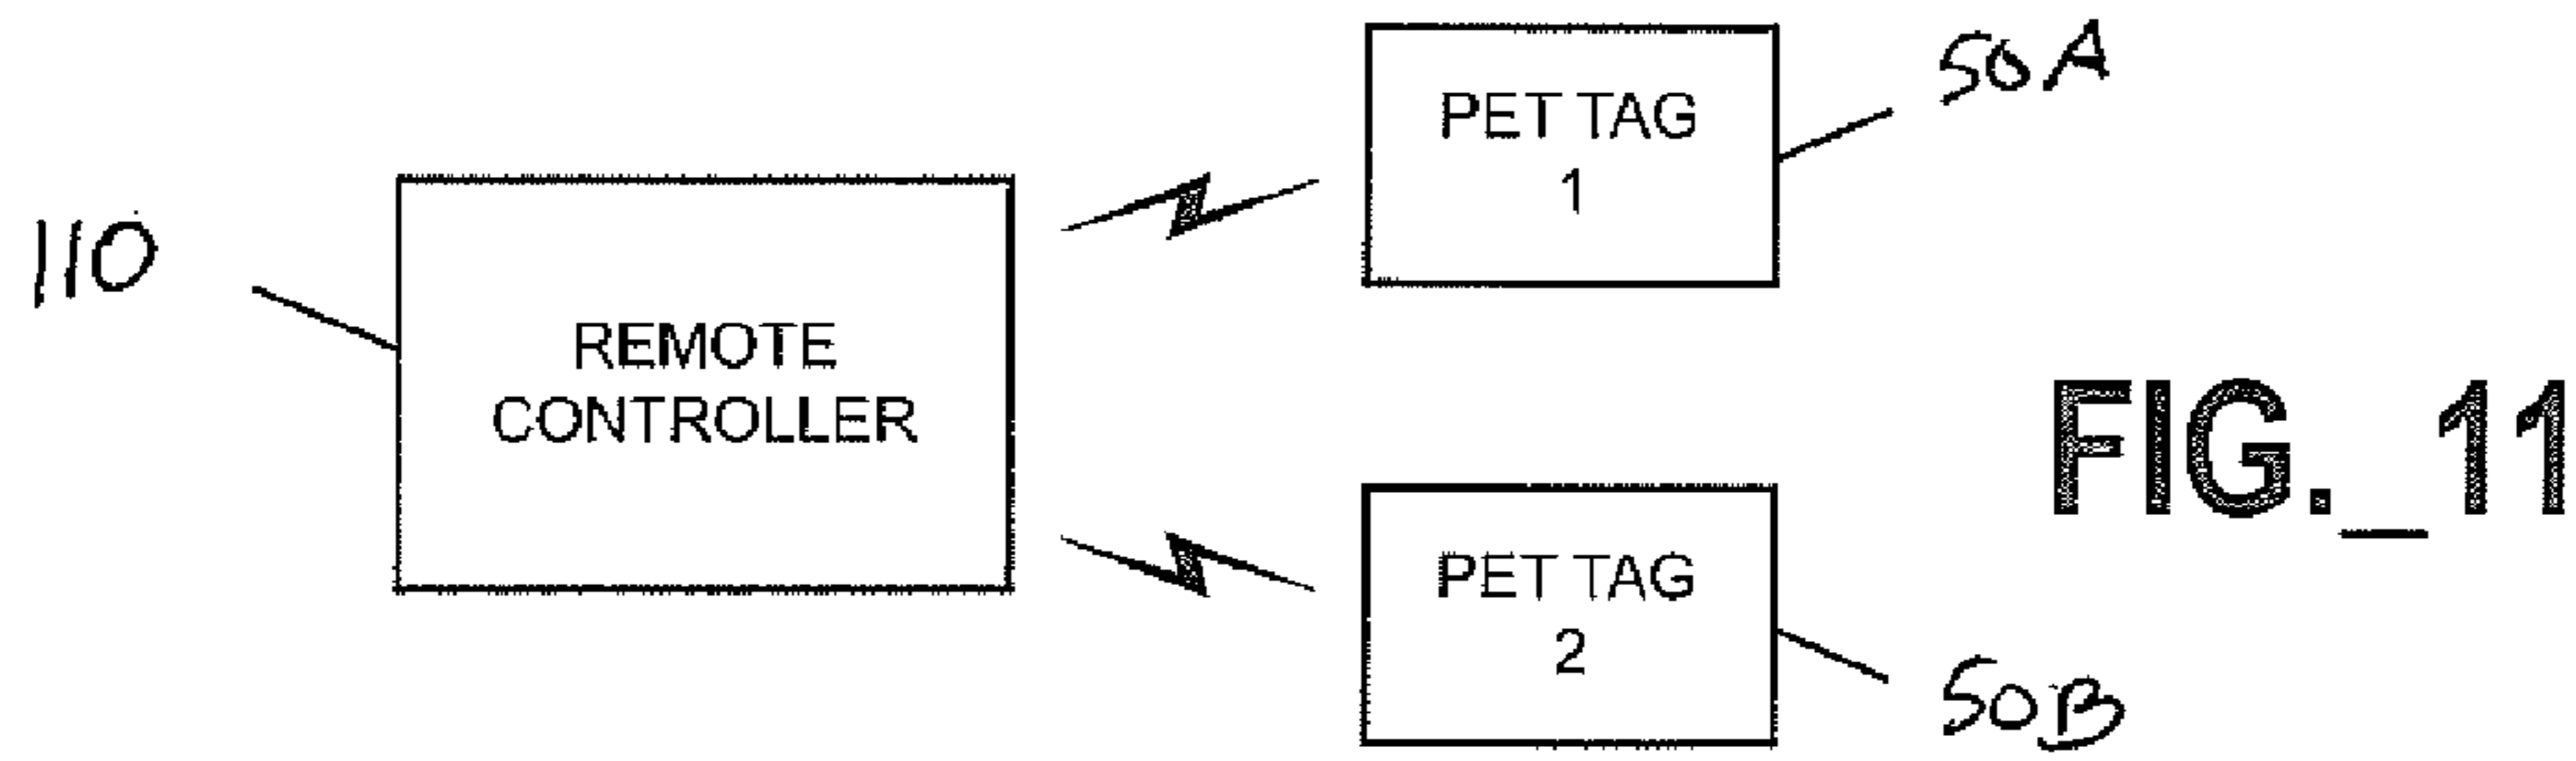 110
REMOTE
CONTROLLER
PET TAG
1
50A
PET TAG
2
50B
FIG._11